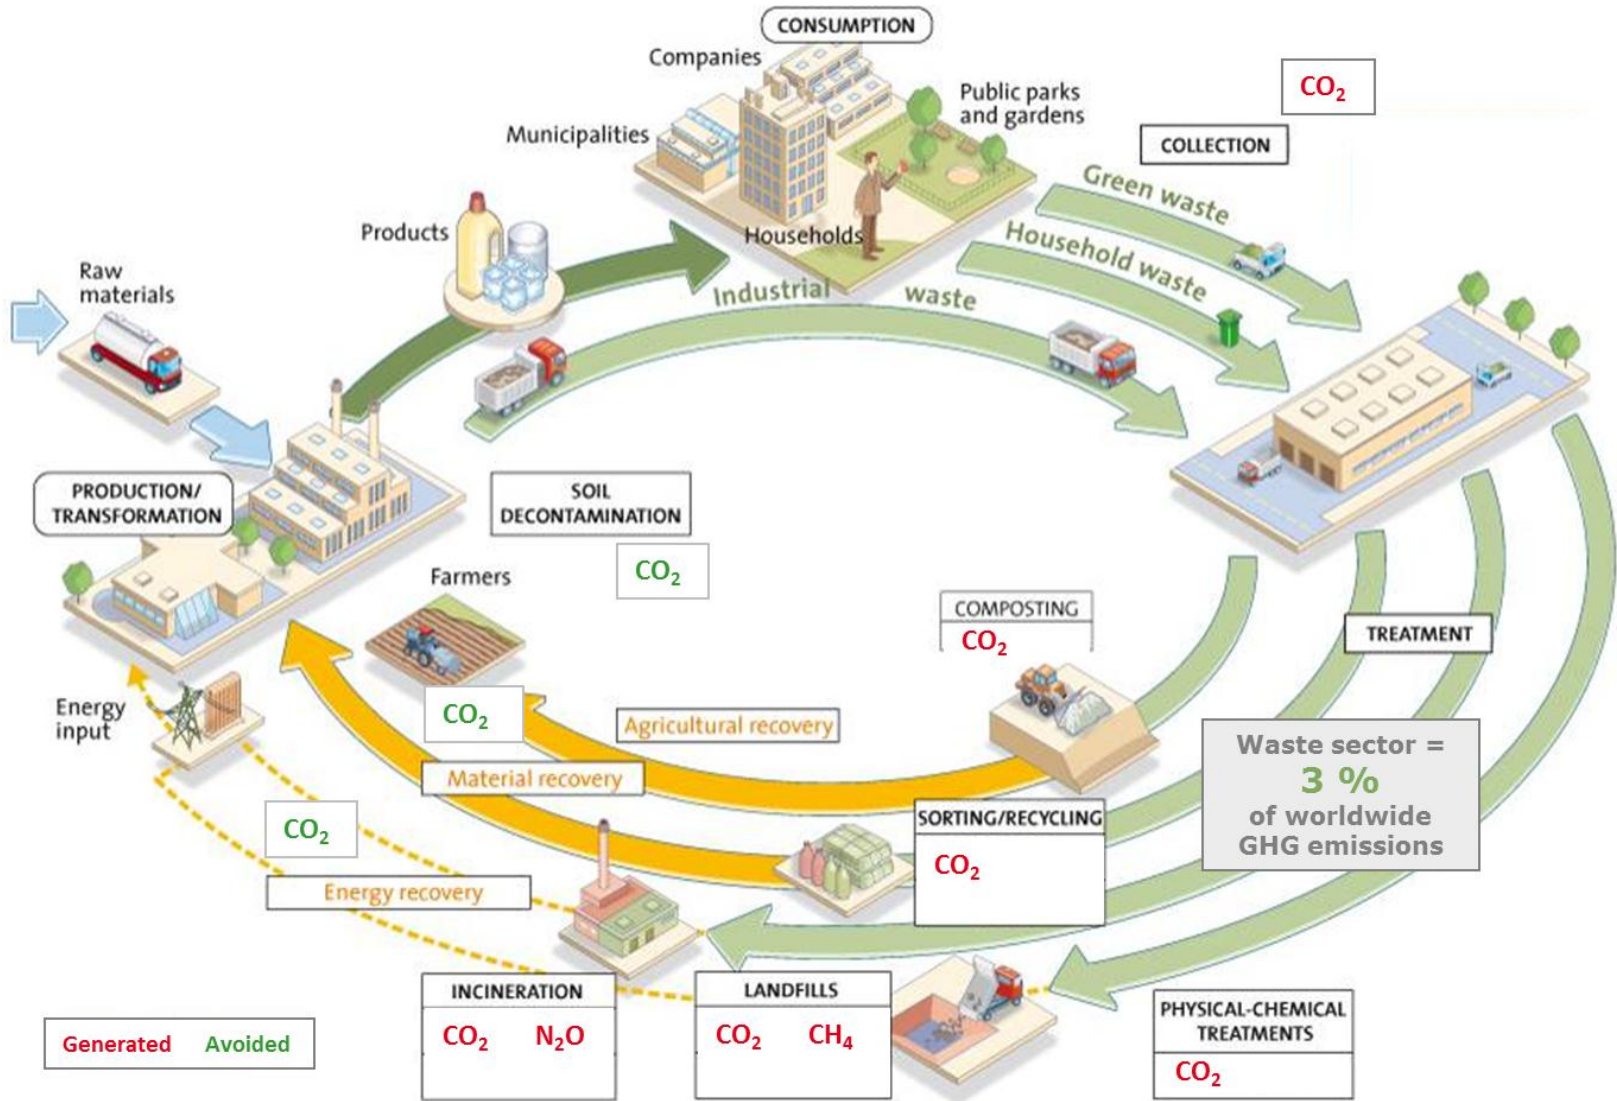 CONSUMPTION
Companies
Public parks
and gardens
Municipalities
Households
CO₂
COLLECTION
Green waste
Household waste
Industrial waste
Products
Raw
materials
PRODUCTION/
TRANSFORMATION
SOIL
DECONTAMINATION
CO₂
Farmers
COMPOSTING
CO₂
TREATMENT
Energy
input
CO₂
Agricultural recovery
Material recovery
Waste sector =
3 %
of worldwide
GHG emissions
CO₂
SORTING/RECYCLING
CO₂
Energy recovery
INCINERATION
CO₂ N₂O
LANDFILLS
CO₂ CH₄
PHYSICAL-CHEMICAL
TREATMENTS
CO₂
Generated Avoided